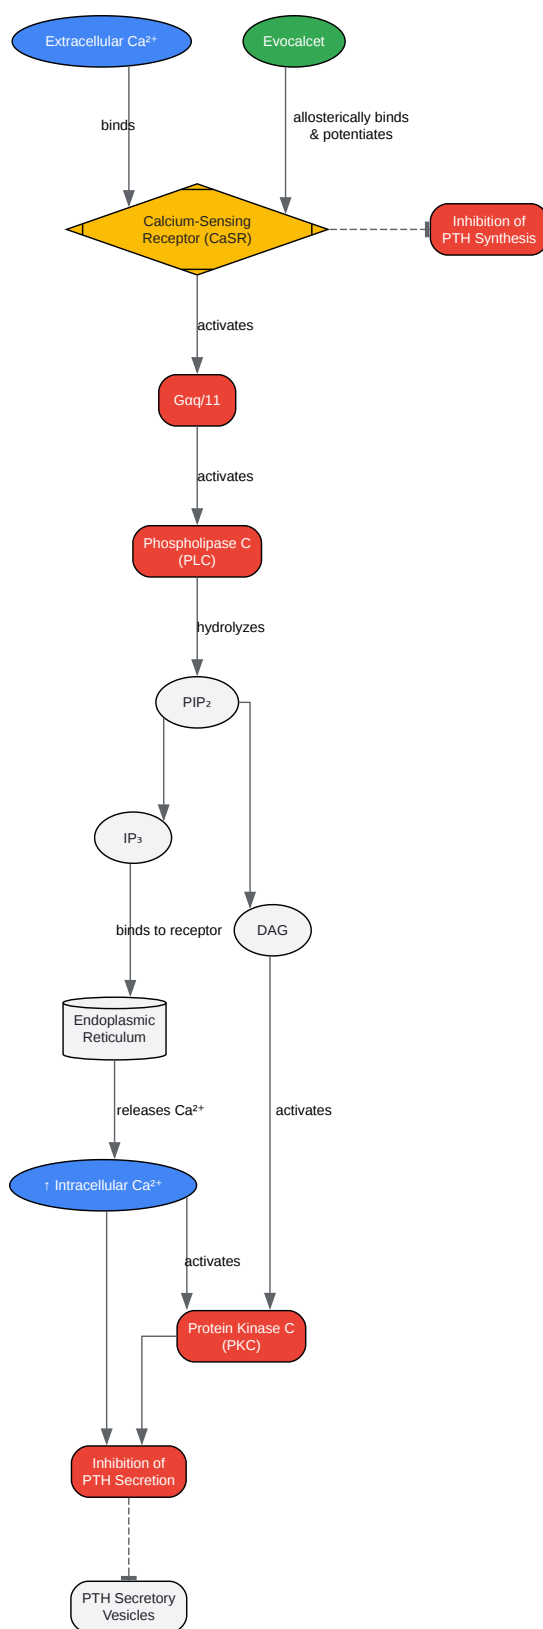 Extracellular Ca²⁺
Evocalcet
binds
allosterically binds
& potentiates
Calcium-Sensing
Receptor (CaSR)
Inhibition of
PTH Synthesis
activates
Gαq/11
activates
Phospholipase C
(PLC)
hydrolyzes
PIP₂
IP₃
binds to receptor
DAG
Endoplasmic
Reticulum
releases Ca²⁺
activates
↑ Intracellular Ca²⁺
activates
Protein Kinase C
(PKC)
Inhibition of
PTH Secretion
PTH Secretory
Vesicles